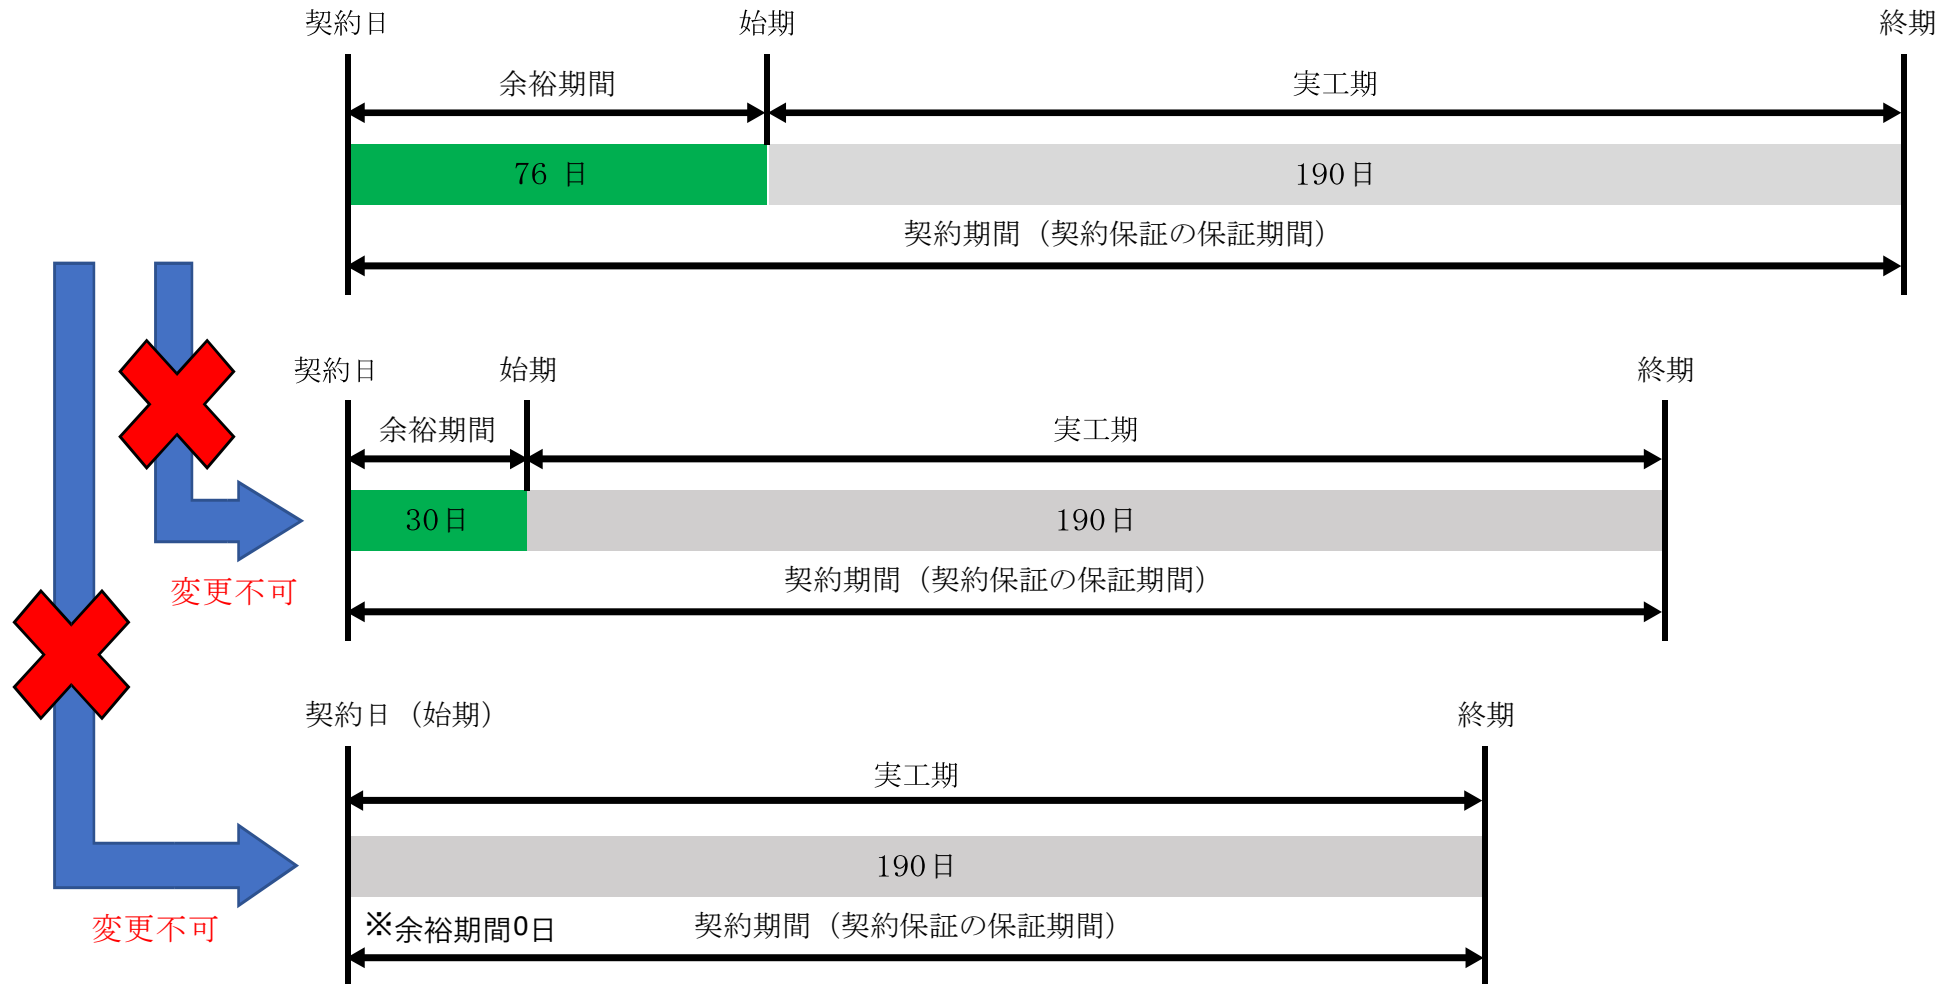 契約日 始期 終期
余裕期間 実工期
76 日 190日
契約期間（契約保証の保証期間）
契約日 始期 終期
余裕期間 実工期
30日 190日
契約期間（契約保証の保証期間）
変更不可
契約日（始期） 終期
実工期
190日
※余裕期間0日 契約期間（契約保証の保証期間）
変更不可